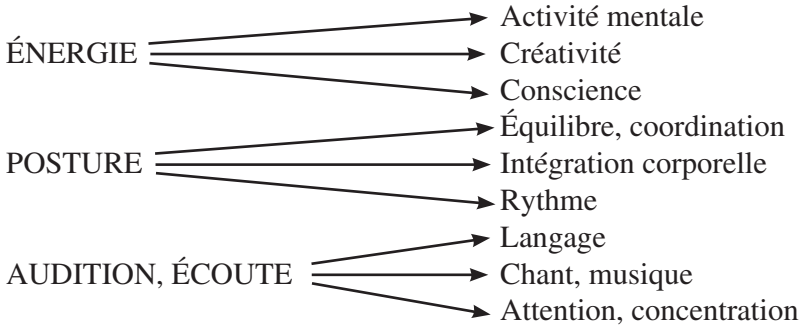 Activité mentale
ÉNERGIE
Créativité
Conscience
Équilibre, coordination
POSTURE
Intégration corporelle
Rythme
Langage
AUDITION, ÉCOUTE
Chant, musique
Attention, concentration